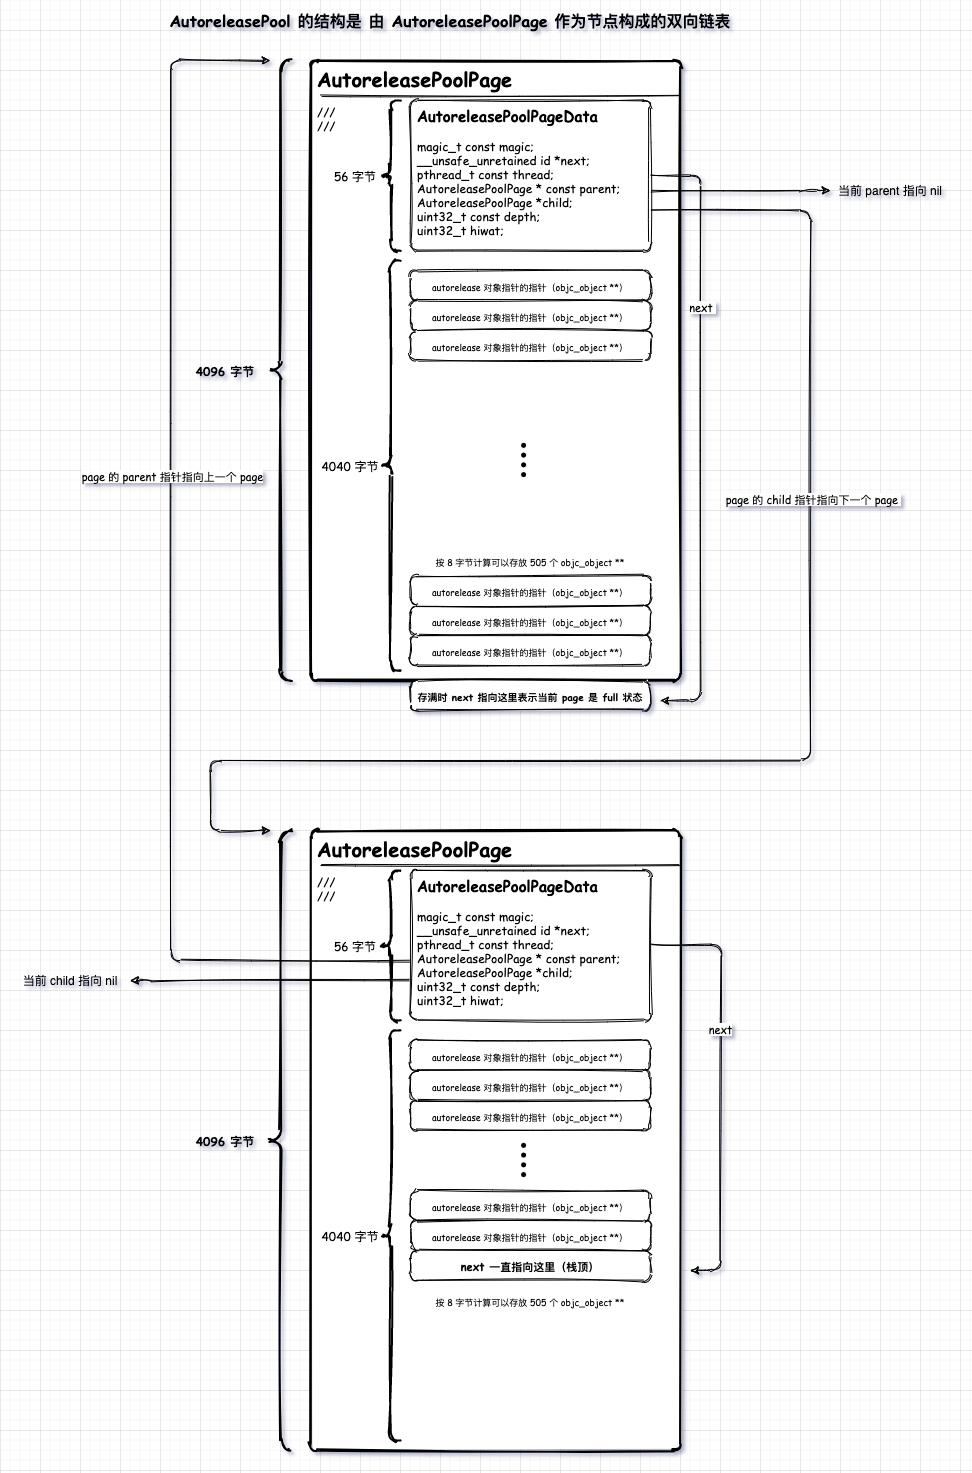 AutoreleasePool 的结构是 由 AutoreleasePoolPage 作为节点构成的双向链表
AutoreleasePoolPage
///
///
AutoreleasePoolPageData
magic_t const magic;
__unsafe_unretained id *next;
pthread_t const thread;
AutoreleasePoolPage * const parent;
AutoreleasePoolPage *child;
uint32_t const depth;
uint32_t hiwat;
56 字节
当前 parent 指向 nil
autorelease 对象指针的指针（objc_object **）
next
autorelease 对象指针的指针（objc_object **）
autorelease 对象指针的指针（objc_object **）
4096 字节
4040 字节
page 的 parent 指针指向上一个 page
page 的 child 指针指向下一个 page
按 8 字节计算可以存放 505 个 objc_object **
autorelease 对象指针的指针（objc_object **）
autorelease 对象指针的指针（objc_object **）
autorelease 对象指针的指针（objc_object **）
存满时 next 指向这里表示当前 page 是 full 状态
AutoreleasePoolPage
///
///
AutoreleasePoolPageData
magic_t const magic;
__unsafe_unretained id *next;
pthread_t const thread;
AutoreleasePoolPage * const parent;
AutoreleasePoolPage *child;
uint32_t const depth;
uint32_t hiwat;
56 字节
当前 child 指向 nil
next
autorelease 对象指针的指针（objc_object **）
autorelease 对象指针的指针（objc_object **）
autorelease 对象指针的指针（objc_object **）
4096 字节
autorelease 对象指针的指针（objc_object **）
autorelease 对象指针的指针（objc_object **）
4040 字节
next 一直指向这里（栈顶）
按 8 字节计算可以存放 505 个 objc_object **